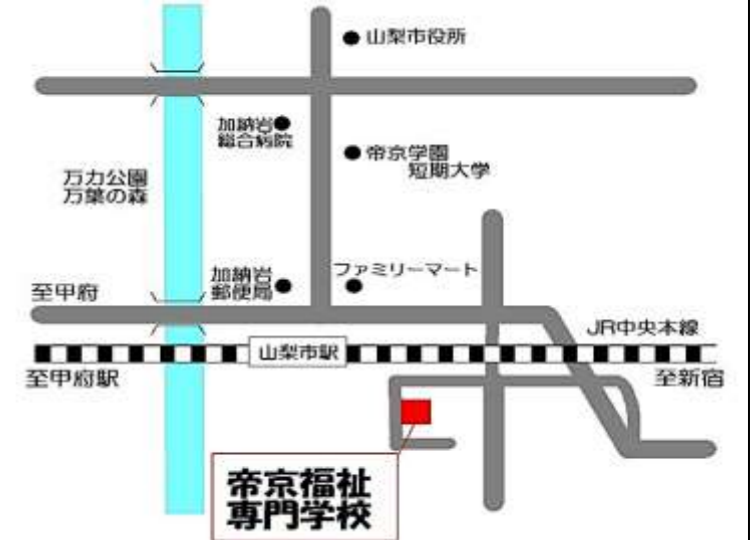 山梨市役所
加納岩
総合病院
帝京学園
短期大学
万力公園
万葉の森
加納岩
郵便局
ファミリーマート
至甲府
JR中央本線
山梨市駅
至甲府駅
至新宿
帝京福祉
専門学校